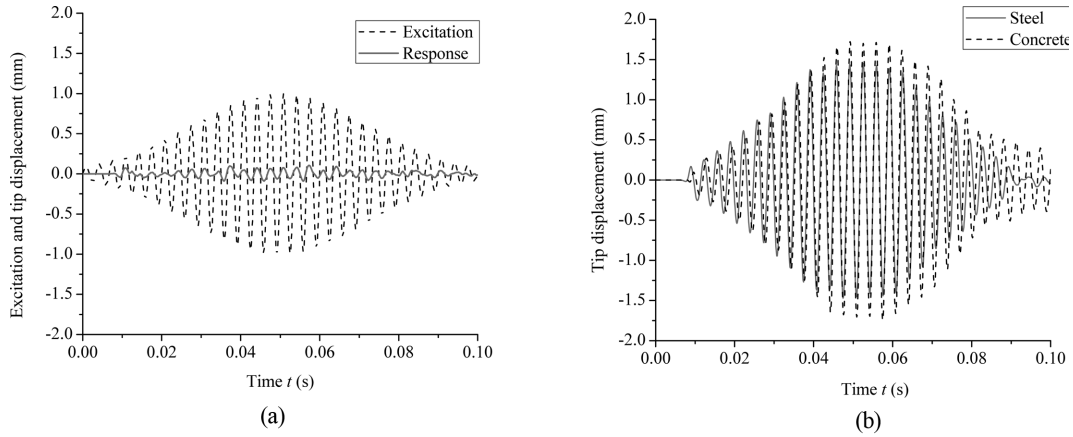 2.0
1.5
1.0
0.5
0.0
-0.5
-1.0
-1.5
-2.0
Excitation and tip displacement (mm)
Excitation
Response
0.00 0.02 0.04 0.06 0.08 0.10
Time t (s)
(a)
2.0
1.5
1.0
0.5
0.0
-0.5
-1.0
-1.5
-2.0
Tip displacement (mm)
Steel
Concrete
0.00 0.02 0.04 0.06 0.08 0.10
Time t (s)
(b)